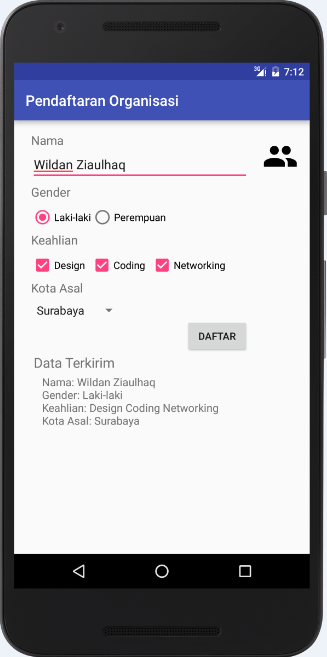 3G 7:12
Pendaftaran Organisasi
Nama
Wildan Ziaulhaq
Gender
Laki-laki Perempuan
Keahlian
Design Coding Networking
Kota Asal
Surabaya
DAFTAR
Data Terkirim
Nama: Wildan Ziaulhaq
Gender: Laki-laki
Keahlian: Design Coding Networking
Kota Asal: Surabaya